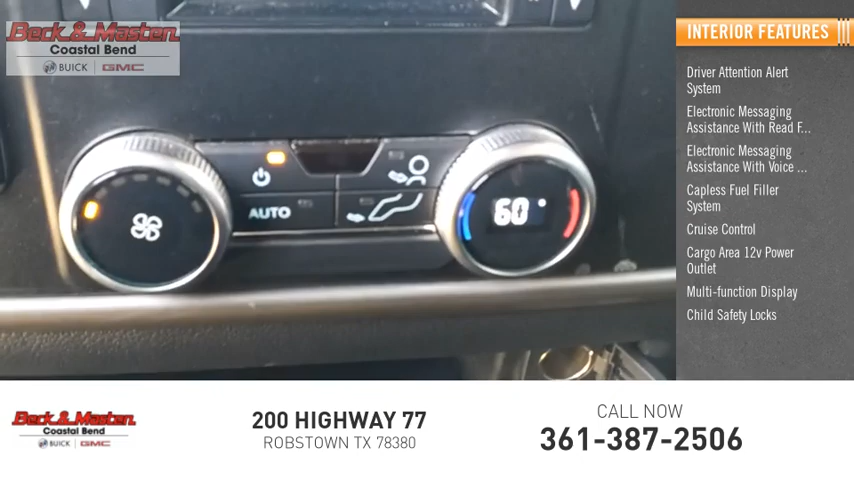 Beck & Masten
Coastal Bend
BUICK | GMC
INTERIOR FEATURES
Driver Attention Alert
System
Electronic Messaging
Assistance With Read F...
Electronic Messaging
Assistance With Voice ...
Capless Fuel Filler
System
Cruise Control
Cargo Area 12v Power
Outlet
Multi-function Display
Child Safety Locks
AUTO
60°
Beck & Masten
Coastal Bend
BUICK | GMC
200 HIGHWAY 77
ROBSTOWN TX 78380
CALL NOW
361-387-2506